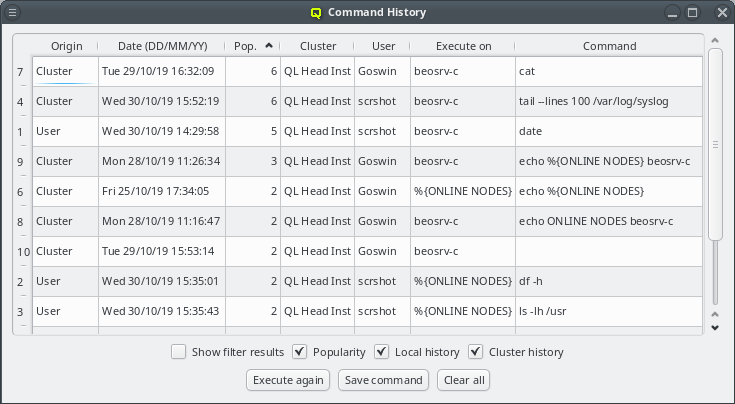 Command History
Origin Date (DD/MM/YY) Pop. Cluster User Execute on Command
7 Cluster Tue 29/10/19 16:32:09 6 QL Head Inst Goswin beosrv-c cat
4 Cluster Wed 30/10/19 15:52:19 6 QL Head Inst scrshot beosrv-c tail --lines 100 /var/log/syslog
1 User Wed 30/10/19 14:29:58 5 QL Head Inst Goswin beosrv-c date
9 Cluster Mon 28/10/19 11:26:34 3 QL Head Inst Goswin beosrv-c echo %{ONLINE NODES} beosrv-c
6 Cluster Fri 25/10/19 17:34:05 2 QL Head Inst Goswin %{ONLINE NODES} echo %{ONLINE NODES}
8 Cluster Mon 28/10/19 11:16:47 2 QL Head Inst Goswin beosrv-c echo ONLINE NODES beosrv-c
10 Cluster Tue 29/10/19 15:53:14 2 QL Head Inst Goswin beosrv-c
2 User Wed 30/10/19 15:35:01 2 QL Head Inst scrshot %{ONLINE NODES} df -h
3 User Wed 30/10/19 15:35:43 2 QL Head Inst scrshot %{ONLINE NODES} ls -lh /usr
Show filter results Popularity Local history Cluster history
Execute again Save command Clear all